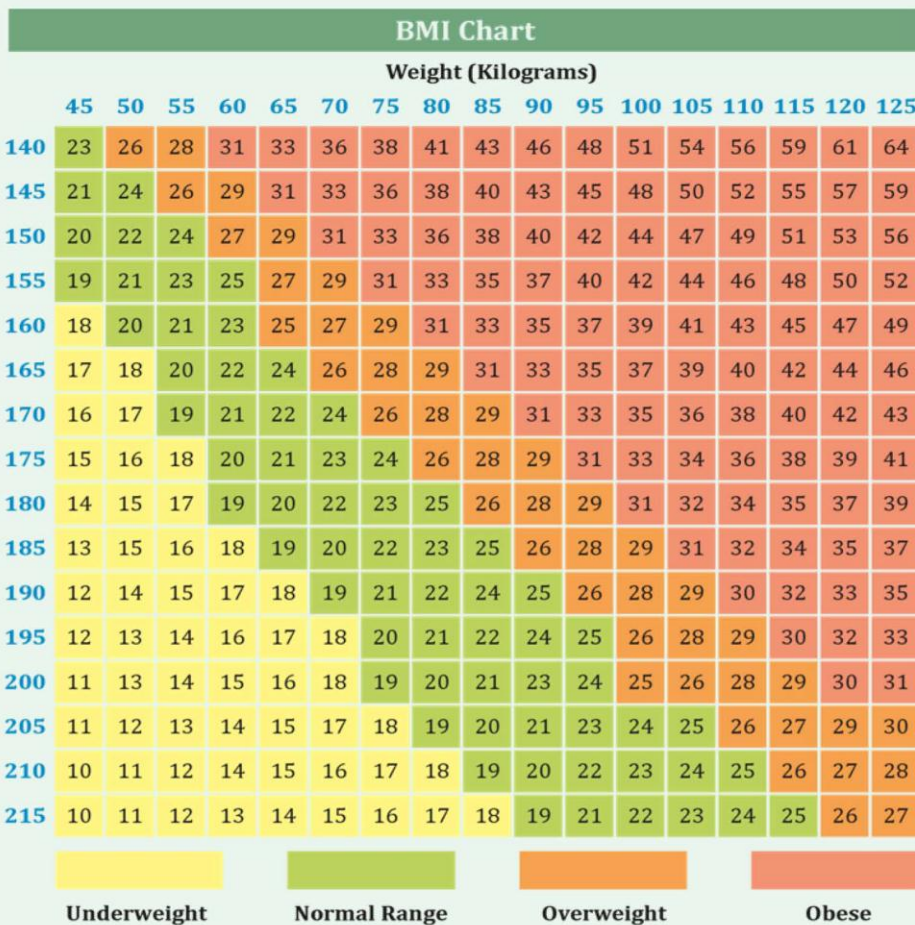 BMI Chart
Weight (Kilograms)
45 50 55 60 65 70 75 80 85 90 95 100 105 110 115 120 125
140 23 26 28 31 33 36 38 41 43 46 48 51 54 56 59 61 64
145 21 24 26 29 31 33 36 38 40 43 45 48 50 52 55 57 59
150 20 22 24 27 29 31 33 36 38 40 42 44 47 49 51 53 56
155 19 21 23 25 27 29 31 33 35 37 40 42 44 46 48 50 52
160 18 20 21 23 25 27 29 31 33 35 37 39 41 43 45 47 49
165 17 18 20 22 24 26 28 29 31 33 35 37 39 40 42 44 46
170 16 17 19 21 22 24 26 28 29 31 33 35 36 38 40 42 43
175 15 16 18 20 21 23 24 26 28 29 31 33 34 36 38 39 41
180 14 15 17 19 20 22 23 25 26 28 29 31 32 34 35 37 39
185 13 15 16 18 19 20 22 23 25 26 28 29 31 32 34 35 37
190 12 14 15 17 18 19 21 22 24 25 26 28 29 30 32 33 35
195 12 13 14 16 17 18 20 21 22 24 25 26 28 29 30 32 33
200 11 13 14 15 16 18 19 20 21 23 24 25 26 28 29 30 31
205 11 12 13 14 15 17 18 19 20 21 23 24 25 26 27 29 30
210 10 11 12 14 15 16 17 18 19 20 22 23 24 25 26 27 28
215 10 11 12 13 14 15 16 17 18 19 21 22 23 24 25 26 27
Underweight Normal Range Overweight Obese